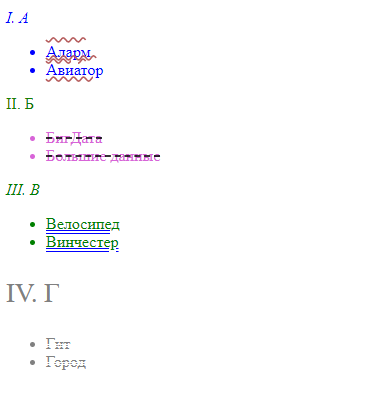 I. А
Аларм
Авиатор
II. Б
БигДата
Большие данные
III. В
Велосипед
Винчестер
IV. Г
Гит
Город